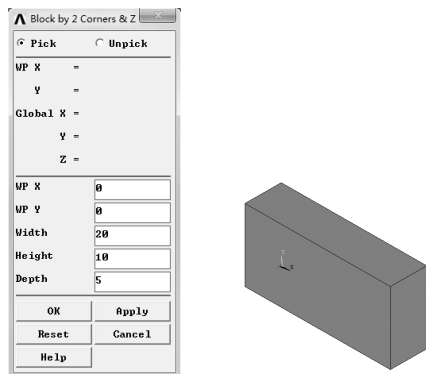 Block by 2 Corners & Z
Pick Unpick
WP X =
Y =
Global X =
Y =
Z =
WP X 0
WP Y 0
Width 20
Height 10
Depth 5
OK Apply
Reset Cancel
Help